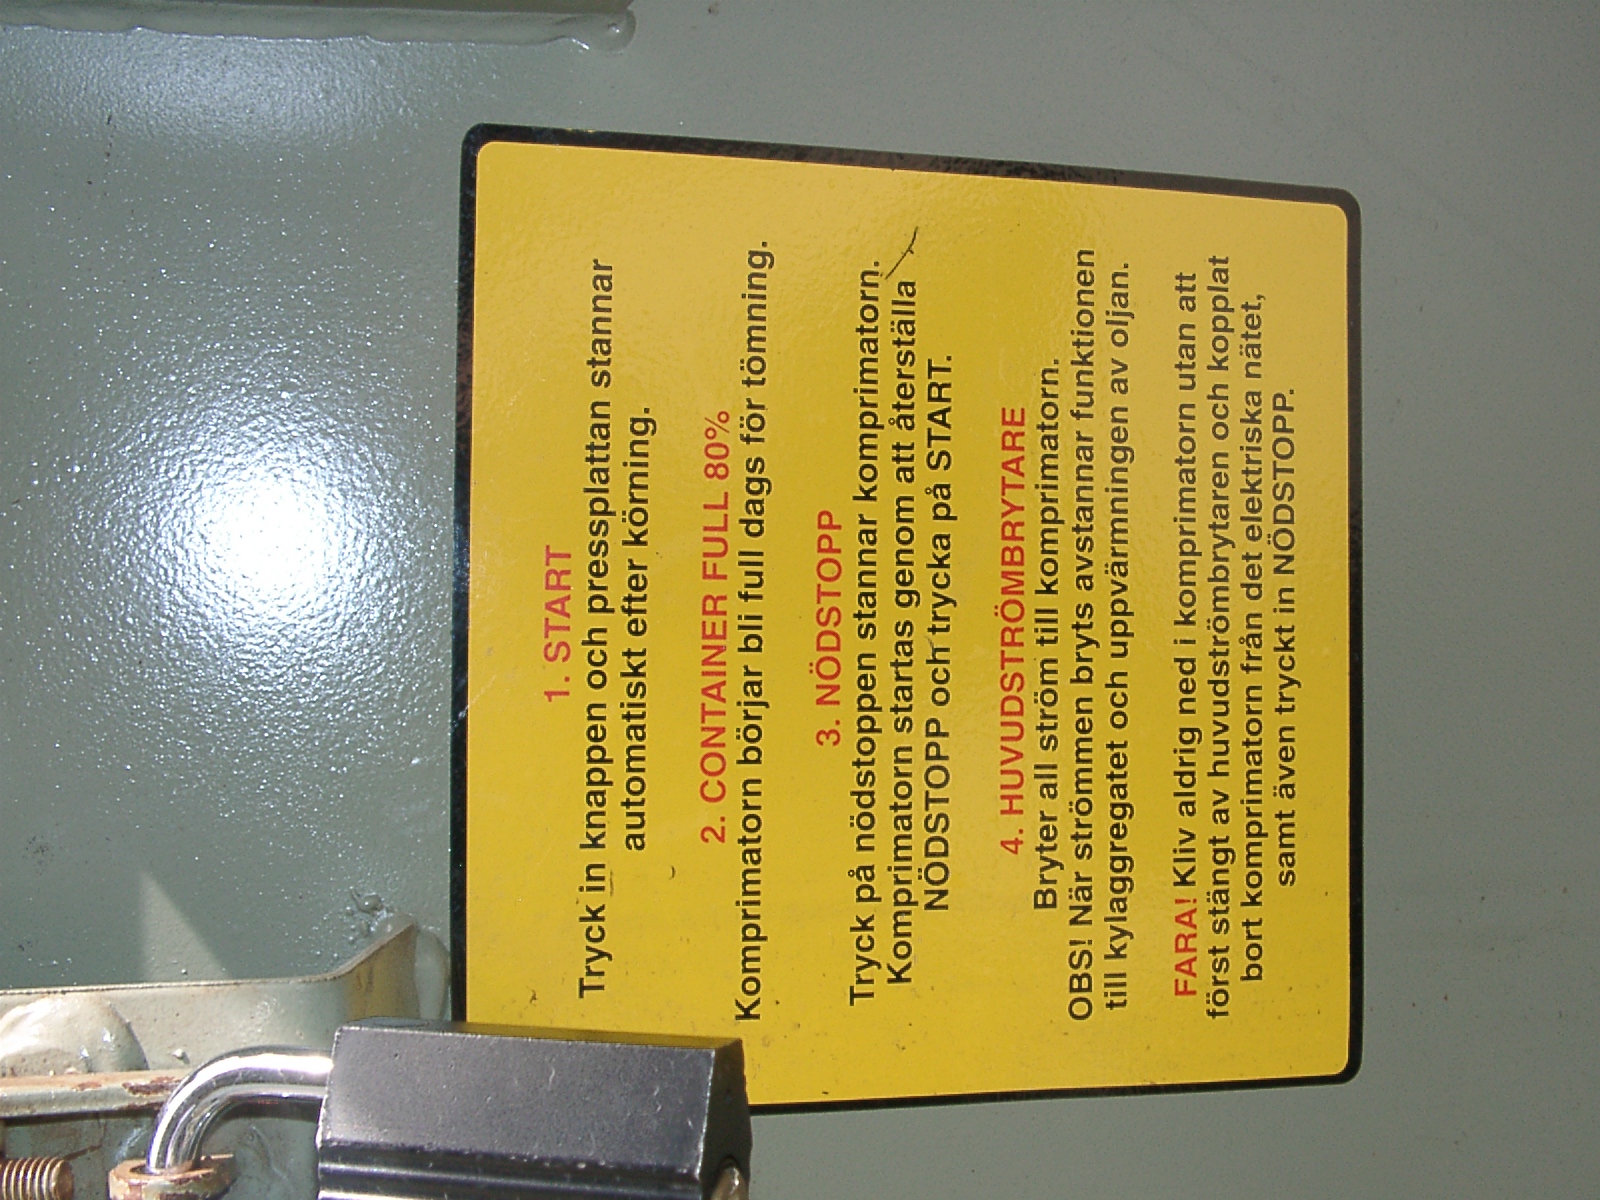 1. START
Tryck in knappen och pressplattan stannar
automatiskt efter körning.
2. CONTAINER FULL 80%
Komprimatorn börjar bli full dags för tömning.
3. NÖDSTOPP
Tryck på nödstoppen stannar komprimatorn.
Komprimatorn startas genom att återställa
NÖDSTOPP och trycka på START.
4. HUVUDSTRÖMBRYTARE
Bryter all ström till komprimatorn.
OBS! När strömmen bryts avstannar funktionen
till kylaggregatet och uppvärmningen av oljan.
FARA! Kliv aldrig ned i komprimatorn utan att
först stängt av huvudströmbrytaren och kopplat
bort komprimatorn från det elektriska nätet,
samt även tryckt in NÖDSTOPP.